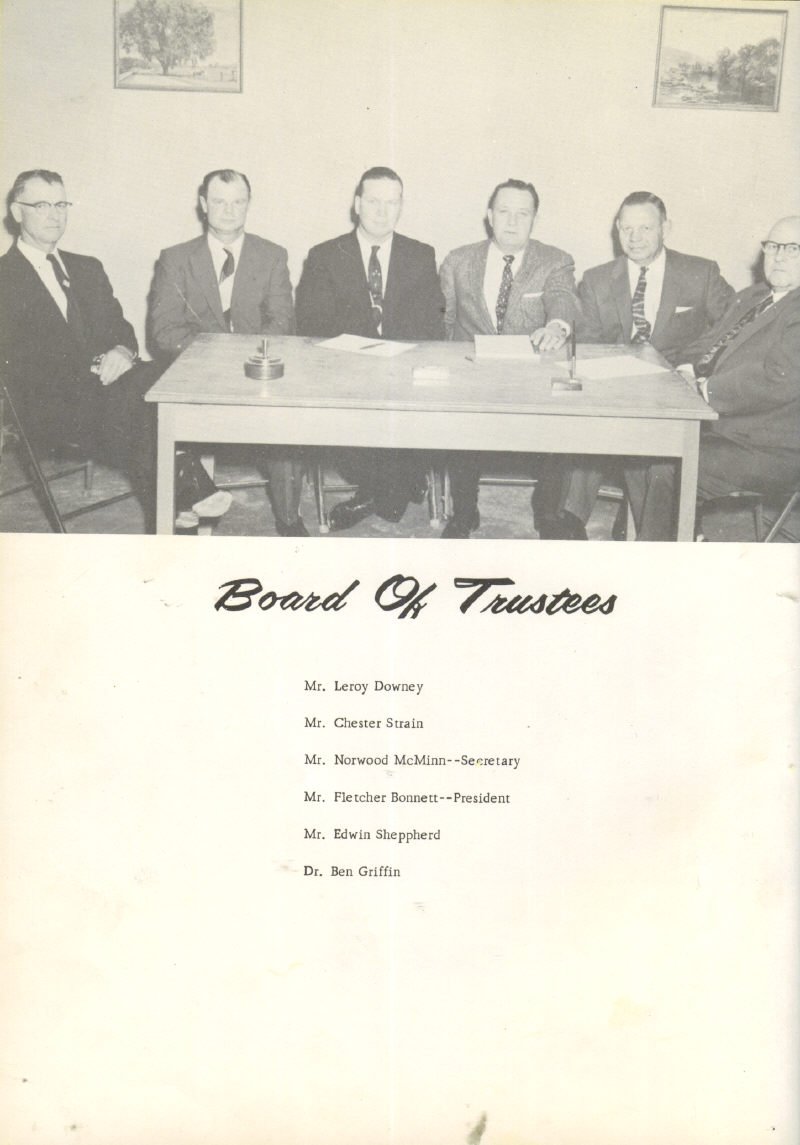 Board Of Trustees
Mr. Leroy Downey
Mr. Chester Strain
Mr. Norwood McMinn--Secretary
Mr. Fletcher Bonnett--President
Mr. Edwin Sheppherd
Dr. Ben Griffin